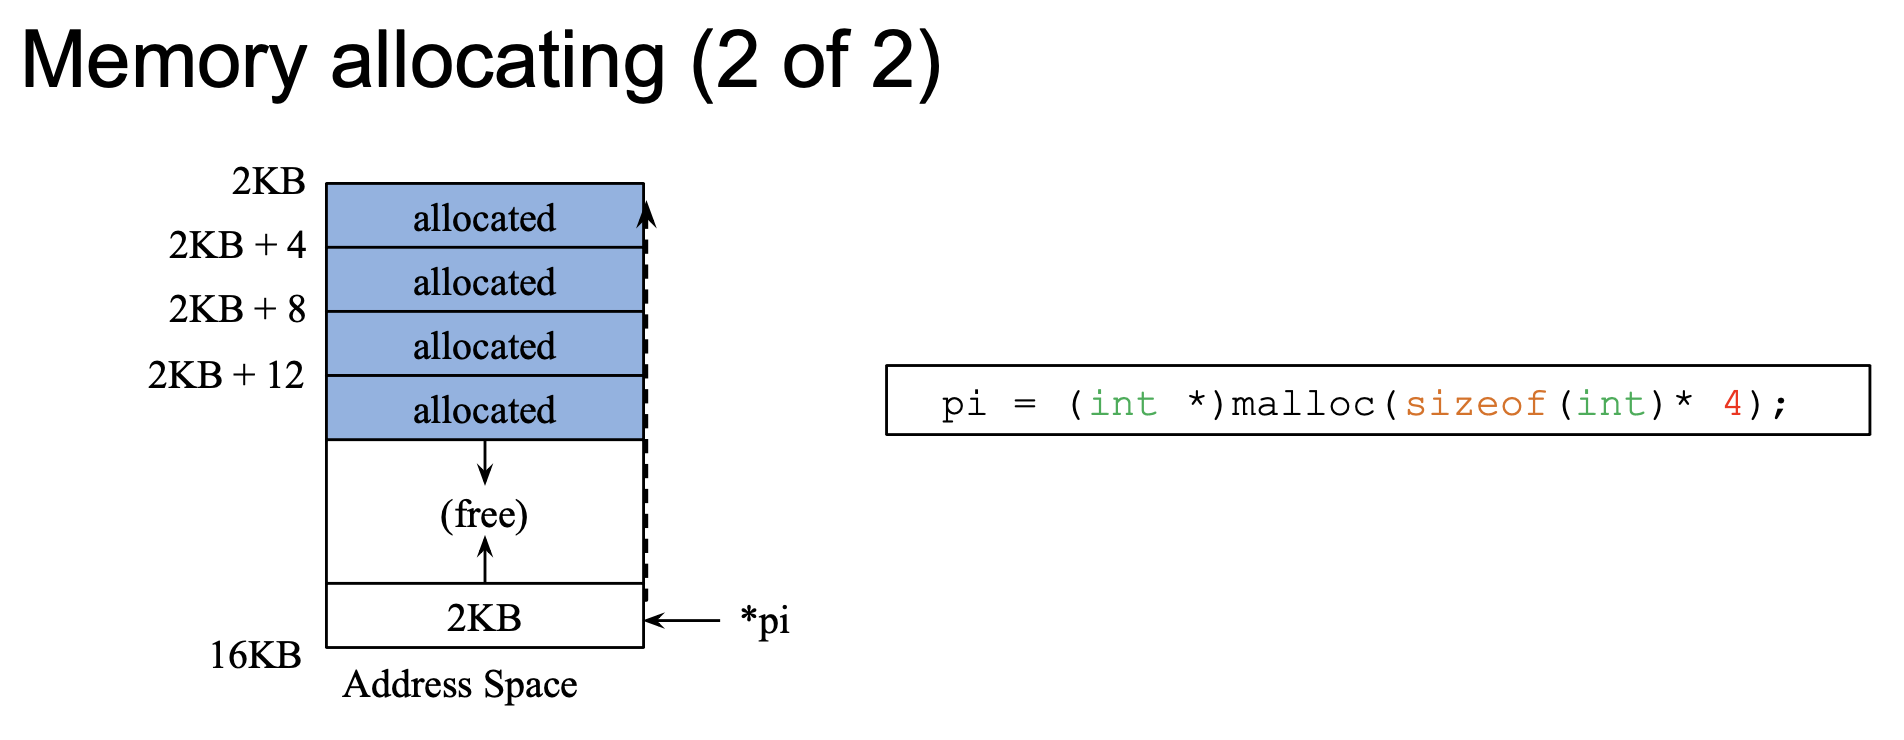 Memory allocating (2 of 2)
2KB
allocated
2KB + 4
allocated
2KB + 8
allocated
2KB + 12
allocated
pi = (int *)malloc(sizeof(int)* 4);
(free)
2KB
*pi
16KB
Address Space